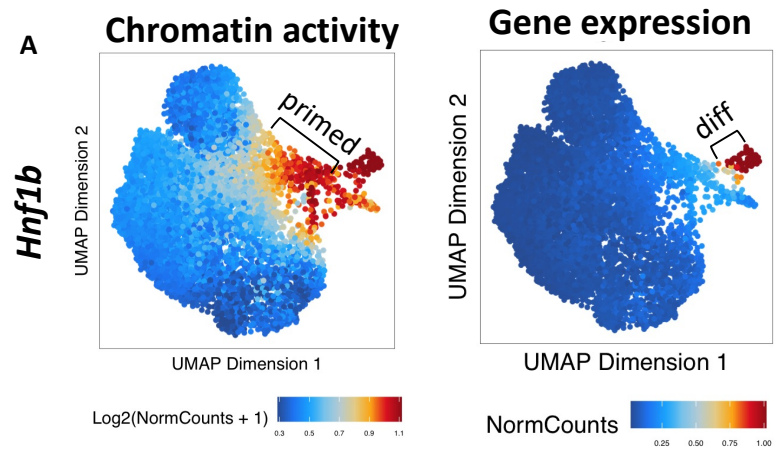 A
Chromatin activity
Gene expression
Hnf1b
UMAP Dimension 2
primed
UMAP Dimension 1
Log2(NormCounts + 1)
0.3 0.5 0.7 0.9 1.1
UMAP Dimension 2
diff
UMAP Dimension 1
NormCounts
0.25 0.50 0.75 1.00